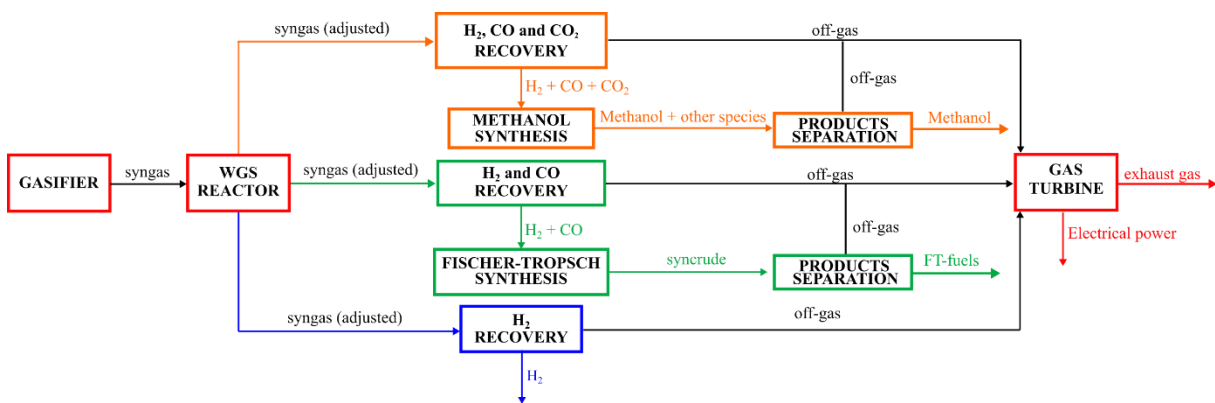 syngas (adjusted)
H₂, CO and CO₂
RECOVERY
off-gas
off-gas
H₂ + CO + CO₂
METHANOL
SYNTHESIS
Methanol + other species
PRODUCTS
SEPARATION
Methanol
GASIFIER
syngas
WGS
REACTOR
syngas (adjusted)
H₂ and CO
RECOVERY
off-gas
GAS
TURBINE
exhaust gas
off-gas
H₂ + CO
Electrical power
FISCHER-TROPSCH
SYNTHESIS
syncrude
PRODUCTS
SEPARATION
FT-fuels
syngas (adjusted)
H₂
RECOVERY
off-gas
H₂